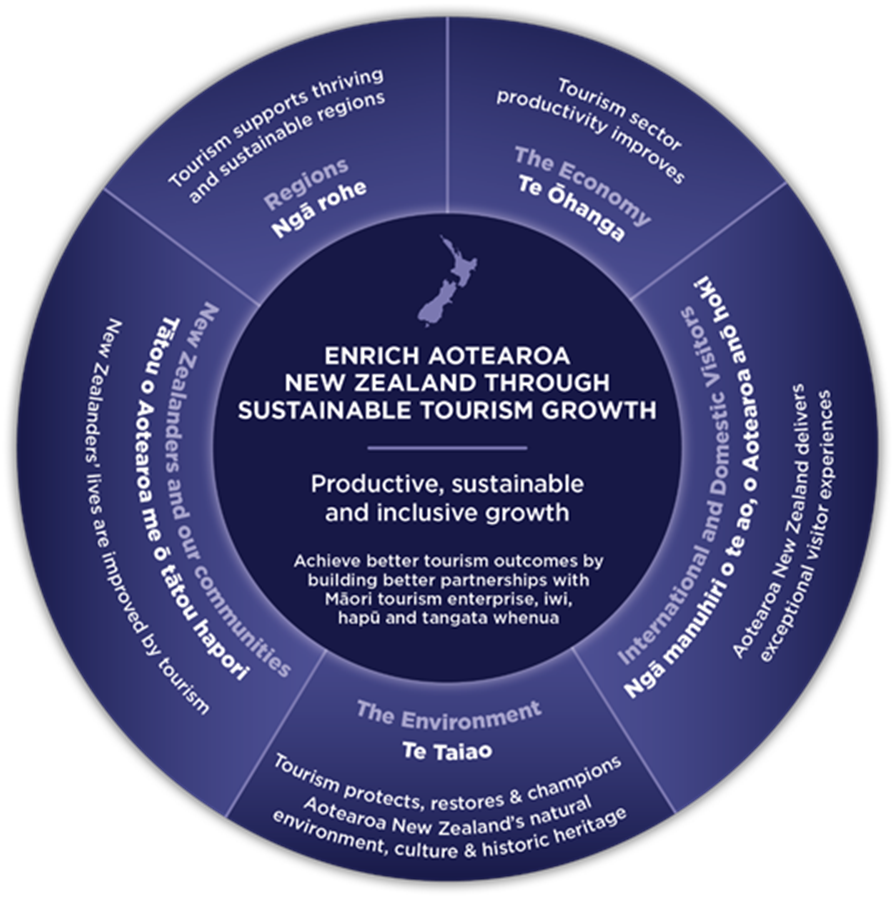 ENRICH AOTEAROA
NEW ZEALAND THROUGH
SUSTAINABLE TOURISM GROWTH
Productive, sustainable
and inclusive growth
Achieve better tourism outcomes by
building better partnerships with
Māori tourism enterprise, iwi,
hapū and tangata whenua
Tourism sector
productivity improves
The Economy
Te Ōhanga
International and Domestic Visitors
Ngā manuhiri o te ao, o Aotearoa anō hoki
Aotearoa New Zealand delivers
exceptional visitor experiences
The Environment
Te Taiao
Tourism protects, restores & champions
Aotearoa New Zealand's natural
environment, culture & historic heritage
New Zealanders and our communities
Tātou o Aotearoa me ō tātou hapori
New Zealanders' lives are improved by tourism
Tourism supports thriving
and sustainable regions
Regions
Ngā rohe